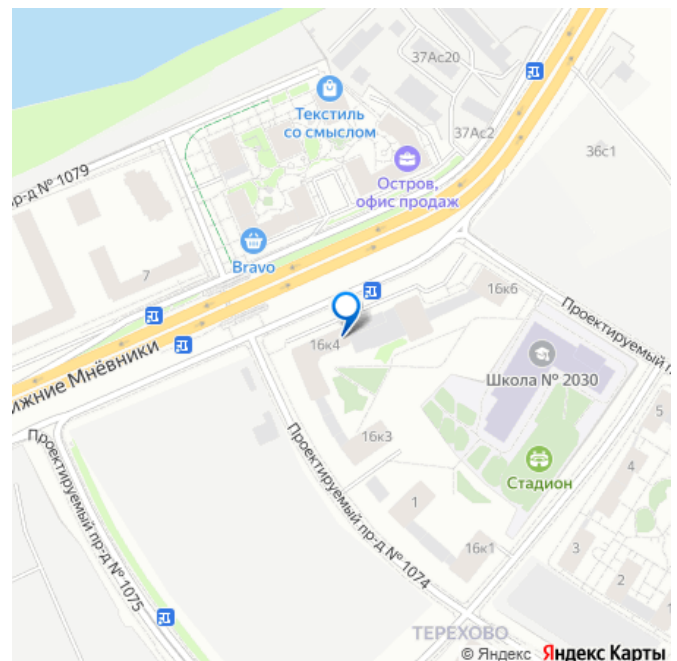 37Ас20
Текстиль
со смыслом
37Ас2
36с1
Остров,
офис продаж
р-д № 1079
Bravo
7
16к6
Проектируемый п
16к4
Школа № 2030
ижние Мнёвники
5
Стадион
16к3
4
Проектируемый пр-д № 1075
Проектируемый пр-д № 1074
1
16к1
3
2
1
ТЕРЕХОВО
© Яндекс Яндекс Карты